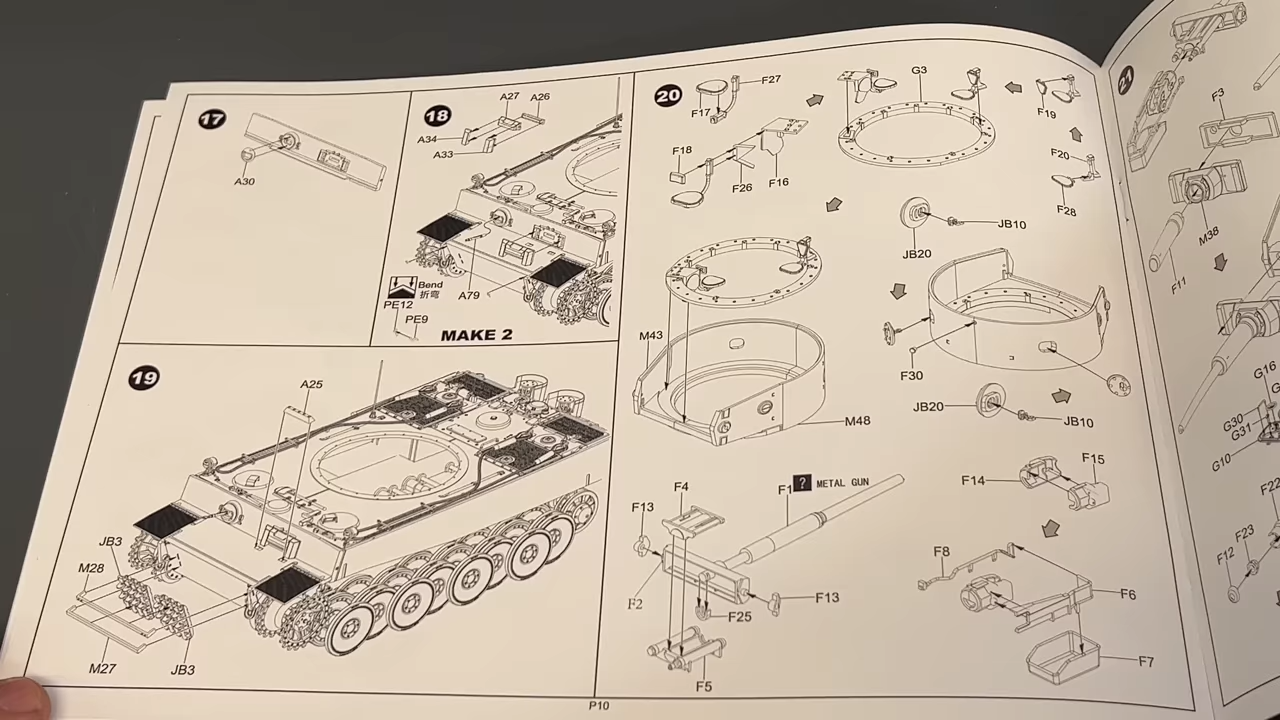 17
A30
18
A27
A26
A34
A33
Bend
折弯
A79
PE12
PE9
MAKE 2
19
A25
JB3
M28
M27
JB3
20
F27
F17
F18
F26
F16
G3
F19
F20
F28
JB20
JB10
M43
M48
F30
JB20
JB10
F4
F1
? METAL GUN
F13
F2
F25
F13
F5
F14
F15
F8
F6
F7
P10
21
F3
M38
F11
G16
G30
G31
G10
F22
F23
F12